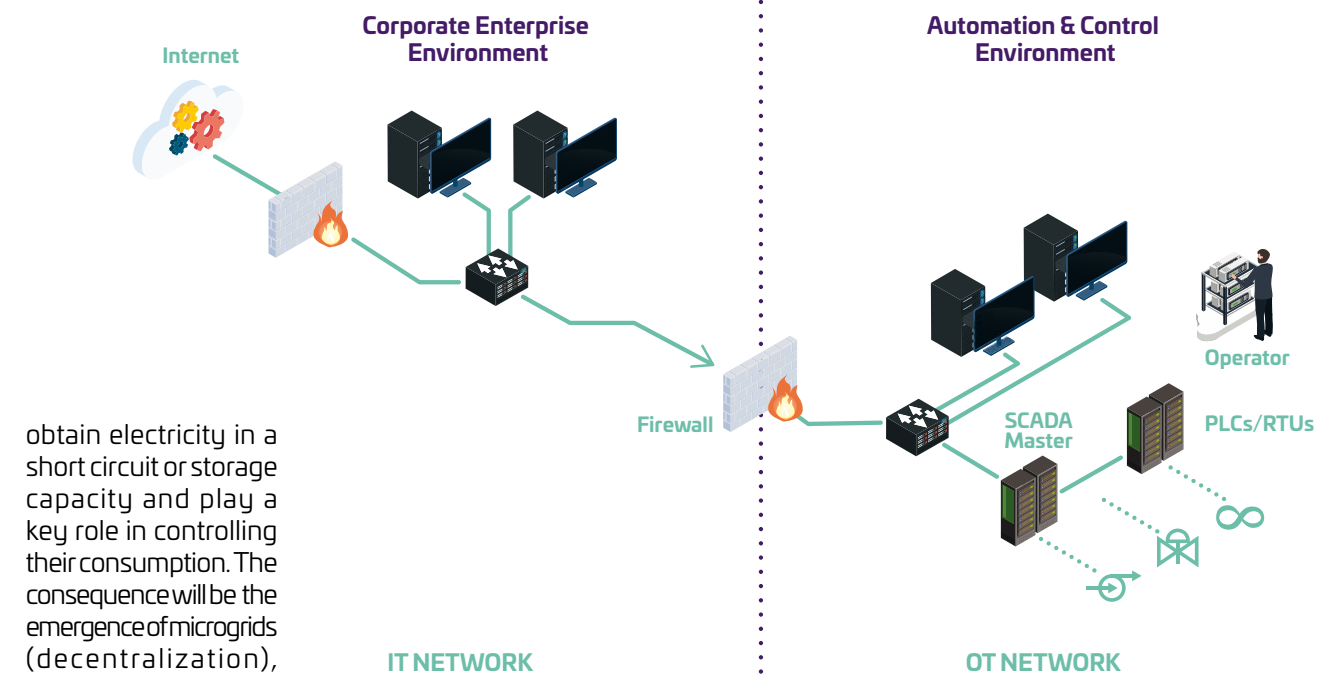 Corporate Enterprise
Environment
Automation & Control
Environment
Internet
Operator
Firewall
SCADA
Master
PLCs/RTUs
obtain electricity in a
short circuit or storage
capacity and play a
key role in controlling
their consumption. The
consequence will be the
emergence of microgrids
(decentralization),
IT NETWORK
OT NETWORK